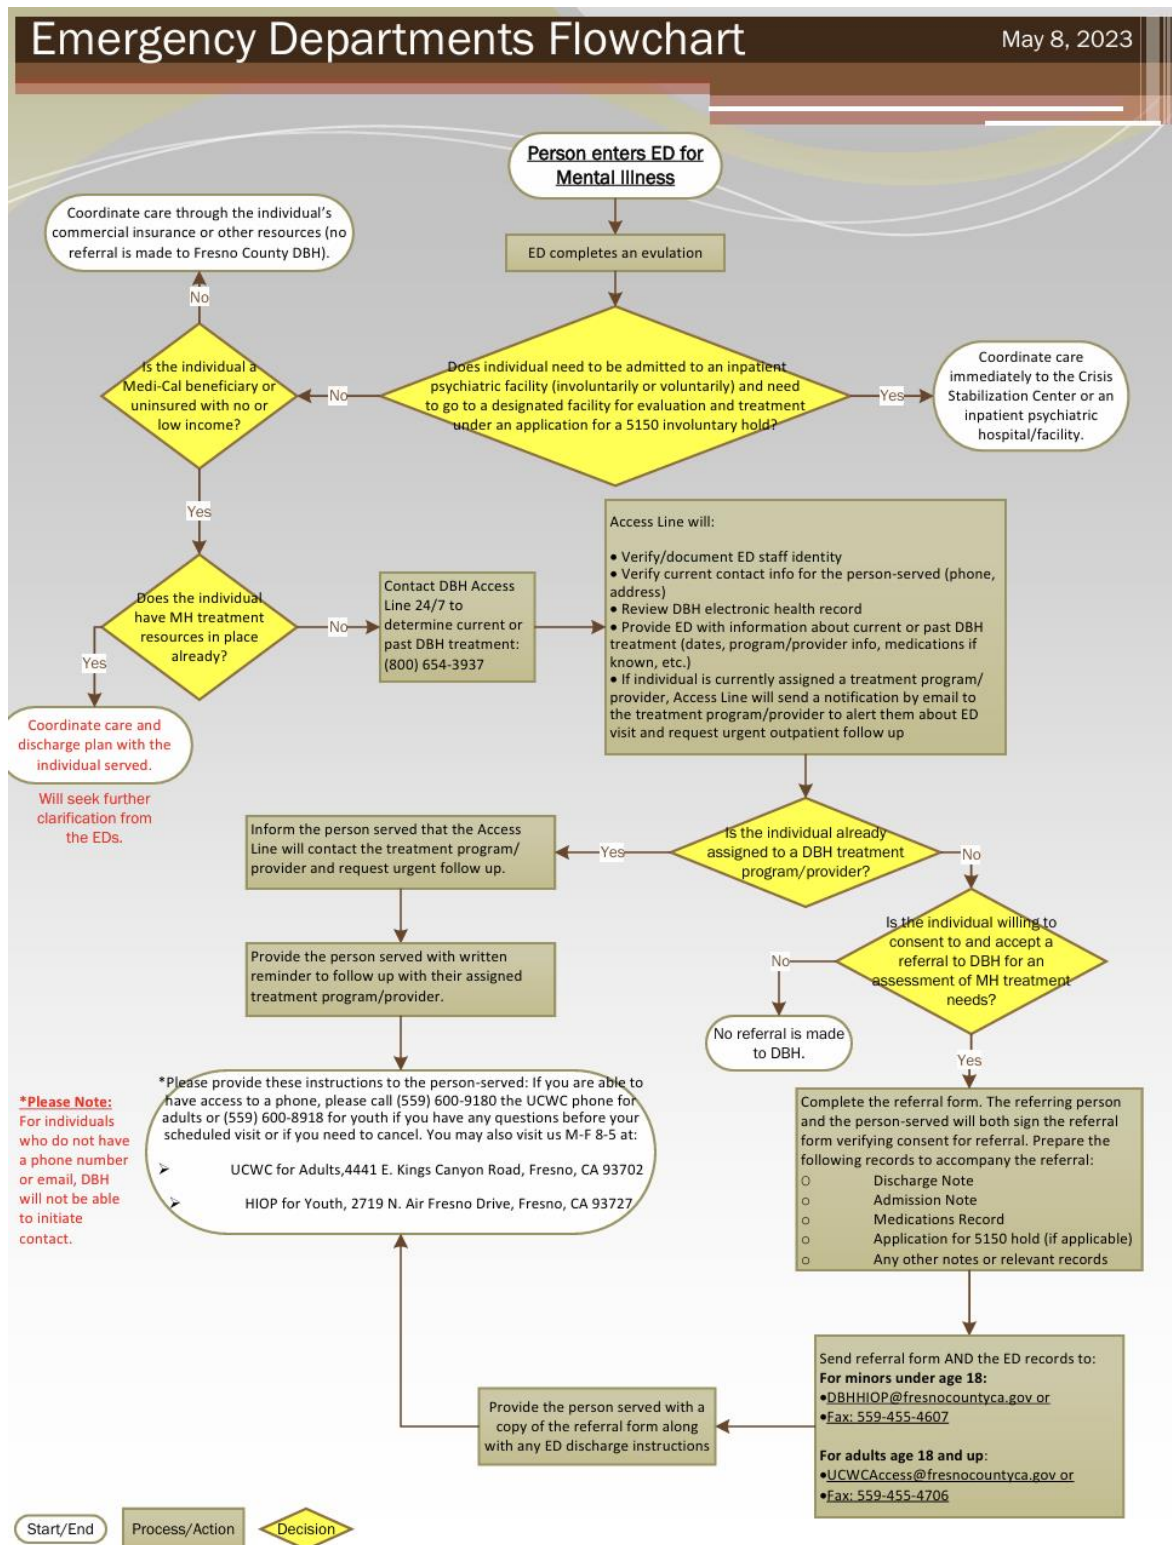 Emergency Departments Flowchart
May 8, 2023
Person enters ED for
Mental Illness
ED completes an evulation
Does individual need to be admitted to an inpatient
psychiatric facility (involuntarily or voluntarily) and need
to go to a designated facility for evaluation and treatment
under an application for a 5150 involuntary hold?
Yes
Coordinate care
immediately to the Crisis
Stabilization Center or an
inpatient psychiatric
hospital/facility.
No
Is the individual a
Medi-Cal beneficiary or
uninsured with no or
low income?
No
Coordinate care through the individual's
commercial insurance or other resources (no
referral is made to Fresno County DBH).
Yes
Does the individual
have MH treatment
resources in place
already?
Yes
Coordinate care and
discharge plan with the
individual served.
Will seek further
clarification from
the EDs.
No
Contact DBH Access
Line 24/7 to
determine current or
past DBH treatment:
(800) 654-3937
Access Line will:
● Verify/document ED staff identity
● Verify current contact info for the person-served (phone,
address)
● Review DBH electronic health record
● Provide ED with information about current or past DBH
treatment (dates, program/provider info, medications if
known, etc.)
● If individual is currently assigned a treatment program/
provider, Access Line will send a notification by email to
the treatment program/provider to alert them about ED
visit and request urgent outpatient follow up
Is the individual already
assigned to a DBH treatment
program/provider?
Yes
Inform the person served that the Access
Line will contact the treatment program/
provider and request urgent follow up.
Provide the person served with written
reminder to follow up with their assigned
treatment program/provider.
No
Is the individual willing to
consent to and accept a
referral to DBH for an
assessment of MH treatment
needs?
No
No referral is made
to DBH.
Yes
Complete the referral form. The referring person
and the person-served will both sign the referral
form verifying consent for referral. Prepare the
following records to accompany the referral:
○ Discharge Note
○ Admission Note
○ Medications Record
○ Application for 5150 hold (if applicable)
○ Any other notes or relevant records
Send referral form AND the ED records to:
For minors under age 18:
●DBHHIOP@fresnocountyca.gov or
●Fax: 559-455-4607
For adults age 18 and up:
●UCWCAccess@fresnocountyca.gov or
●Fax: 559-455-4706
Provide the person served with a
copy of the referral form along
with any ED discharge instructions
*Please provide these instructions to the person-served: If you are able to
have access to a phone, please call (559) 600-9180 the UCWC phone for
adults or (559) 600-8918 for youth if you have any questions before your
scheduled visit or if you need to cancel. You may also visit us M-F 8-5 at:
➢ UCWC for Adults,4441 E. Kings Canyon Road, Fresno, CA 93702
➢ HIOP for Youth, 2719 N. Air Fresno Drive, Fresno, CA 93727
*Please Note:
For individuals
who do not have
a phone number
or email, DBH
will not be able
to initiate
contact.
Start/End
Process/Action
Decision